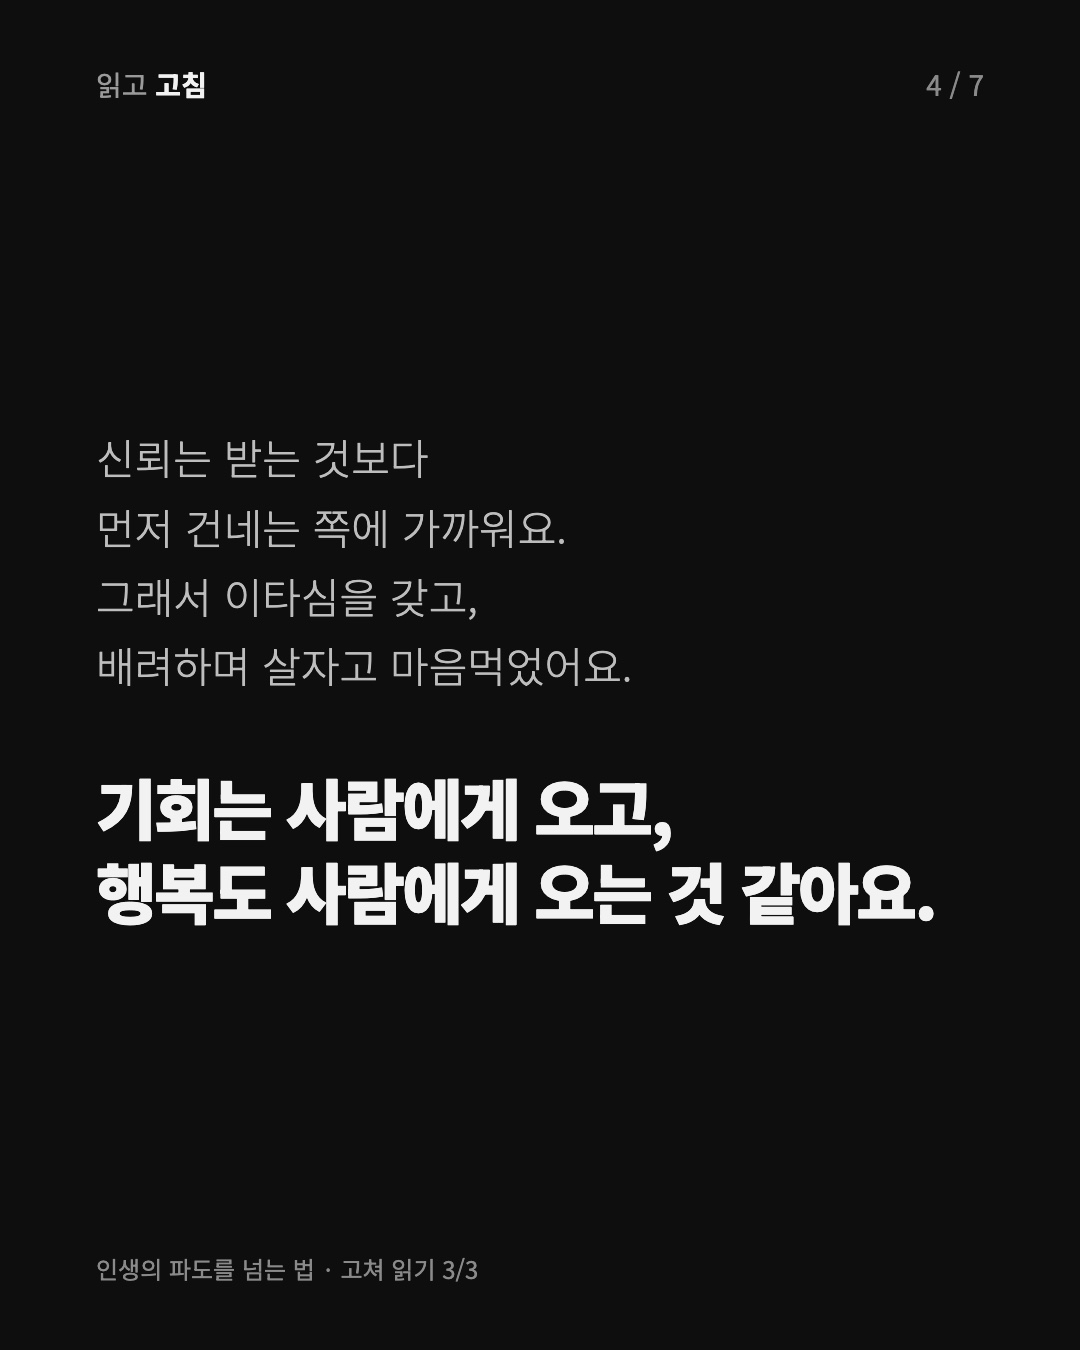 읽고 고침
4 / 7
신뢰는 받는 것보다
먼저 건네는 쪽에 가까워요.
그래서 이타심을 갖고,
배려하며 살자고 마음먹었어요.
기회는 사람에게 오고,
행복도 사람에게 오는 것 같아요.
인생의 파도를 넘는 법 · 고쳐 읽기 3/3